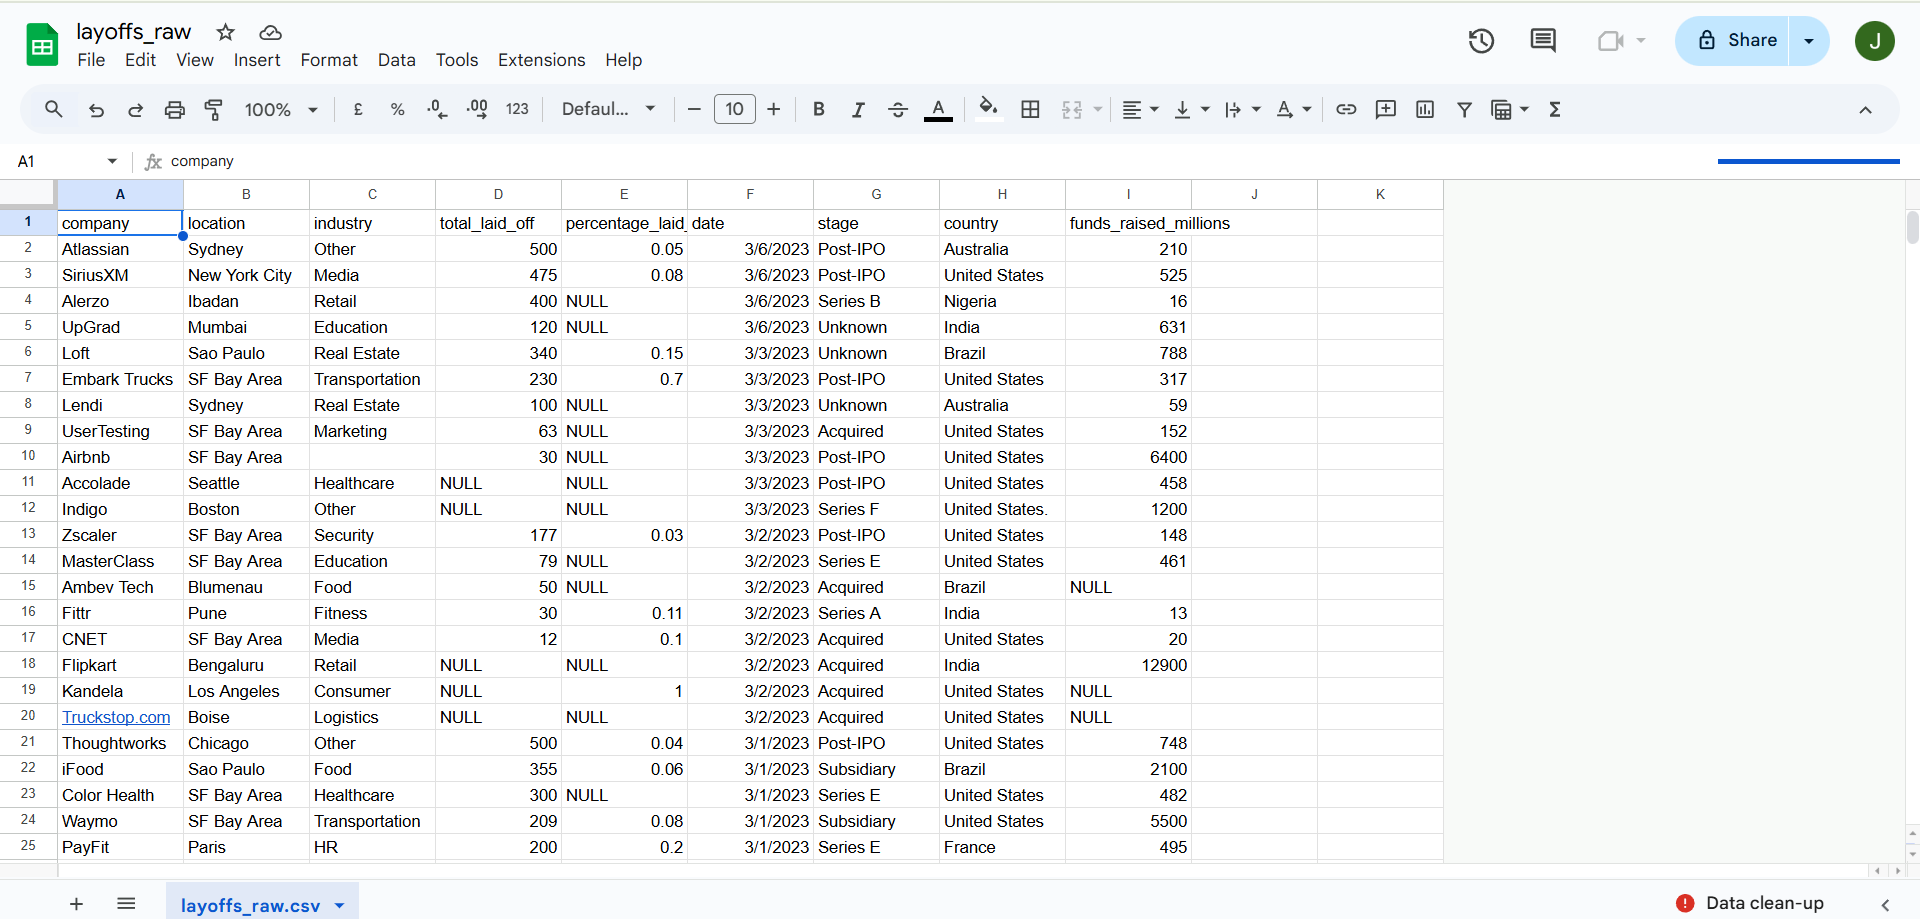 layoffs_raw
File Edit View Insert Format Data Tools Extensions Help
Share
J
100% £ % .0 .00 123 Defaul... 10 B I A
A1 fx company
A B C D E F G H I J K
1 company location industry total_laid_off percentage_laid_ date stage country funds_raised_millions
2 Atlassian Sydney Other 500 0.05 3/6/2023 Post-IPO Australia 210
3 SiriusXM New York City Media 475 0.08 3/6/2023 Post-IPO United States 525
4 Alerzo Ibadan Retail 400 NULL 3/6/2023 Series B Nigeria 16
5 UpGrad Mumbai Education 120 NULL 3/6/2023 Unknown India 631
6 Loft Sao Paulo Real Estate 340 0.15 3/3/2023 Unknown Brazil 788
7 Embark Trucks SF Bay Area Transportation 230 0.7 3/3/2023 Post-IPO United States 317
8 Lendi Sydney Real Estate 100 NULL 3/3/2023 Unknown Australia 59
9 UserTesting SF Bay Area Marketing 63 NULL 3/3/2023 Acquired United States 152
10 Airbnb SF Bay Area 30 NULL 3/3/2023 Post-IPO United States 6400
11 Accolade Seattle Healthcare NULL NULL 3/3/2023 Post-IPO United States 458
12 Indigo Boston Other NULL NULL 3/3/2023 Series F United States. 1200
13 Zscaler SF Bay Area Security 177 0.03 3/2/2023 Post-IPO United States 148
14 MasterClass SF Bay Area Education 79 NULL 3/2/2023 Series E United States 461
15 Ambev Tech Blumenau Food 50 NULL 3/2/2023 Acquired Brazil NULL
16 Fittr Pune Fitness 30 0.11 3/2/2023 Series A India 13
17 CNET SF Bay Area Media 12 0.1 3/2/2023 Acquired United States 20
18 Flipkart Bengaluru Retail NULL NULL 3/2/2023 Acquired India 12900
19 Kandela Los Angeles Consumer NULL 1 3/2/2023 Acquired United States NULL
20 Truckstop.com Boise Logistics NULL NULL 3/2/2023 Acquired United States NULL
21 Thoughtworks Chicago Other 500 0.04 3/1/2023 Post-IPO United States 748
22 iFood Sao Paulo Food 355 0.06 3/1/2023 Subsidiary Brazil 2100
23 Color Health SF Bay Area Healthcare 300 NULL 3/1/2023 Series E United States 482
24 Waymo SF Bay Area Transportation 209 0.08 3/1/2023 Subsidiary United States 5500
25 PayFit Paris HR 200 0.2 3/1/2023 Series E France 495
layoffs_raw.csv Data clean-up